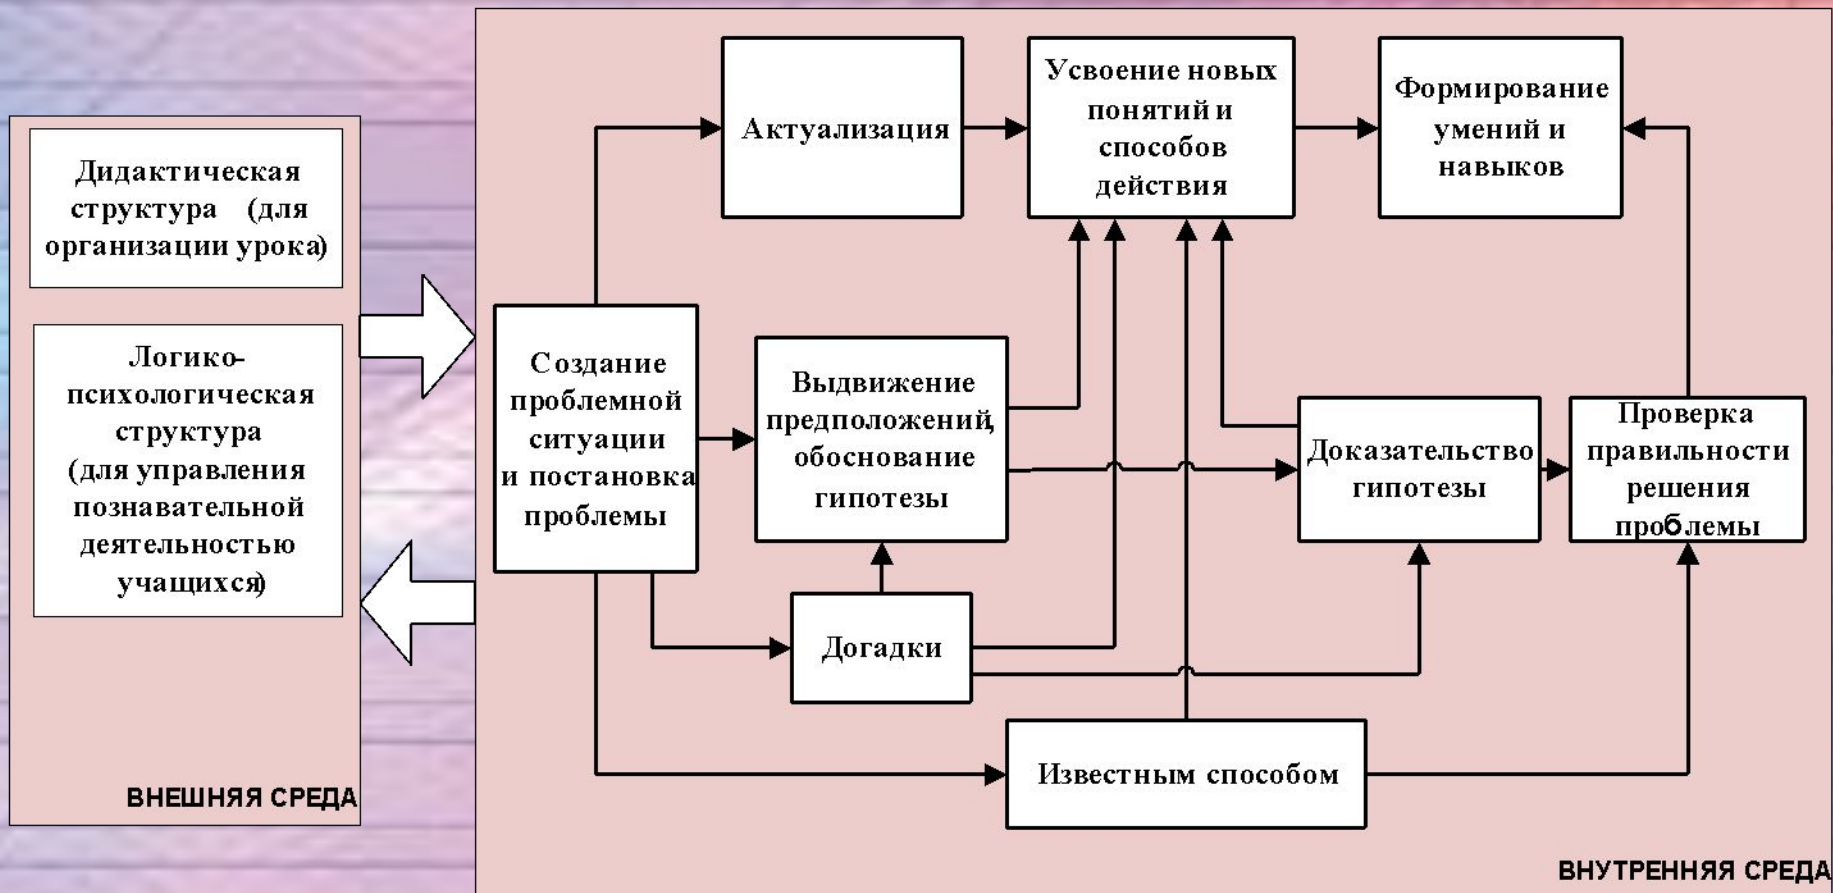 Дидактическая
структура (для
организации урока)
Логико-
психологическая
структура
(для управления
познавательной
деятельностью
учащихся)
ВНЕШНЯЯ СРЕДА
Актуализация
Усвоение новых
понятий и
способов
действия
Формирование
умений и
навыков
Создание
проблемной
ситуации
и постановка
проблемы
Выдвижение
предположений,
обоснование
гипотезы
Доказательство
гипотезы
Проверка
правильности
решения
проблемы
Догадки
Известным способом
ВНУТРЕННЯЯ СРЕДА